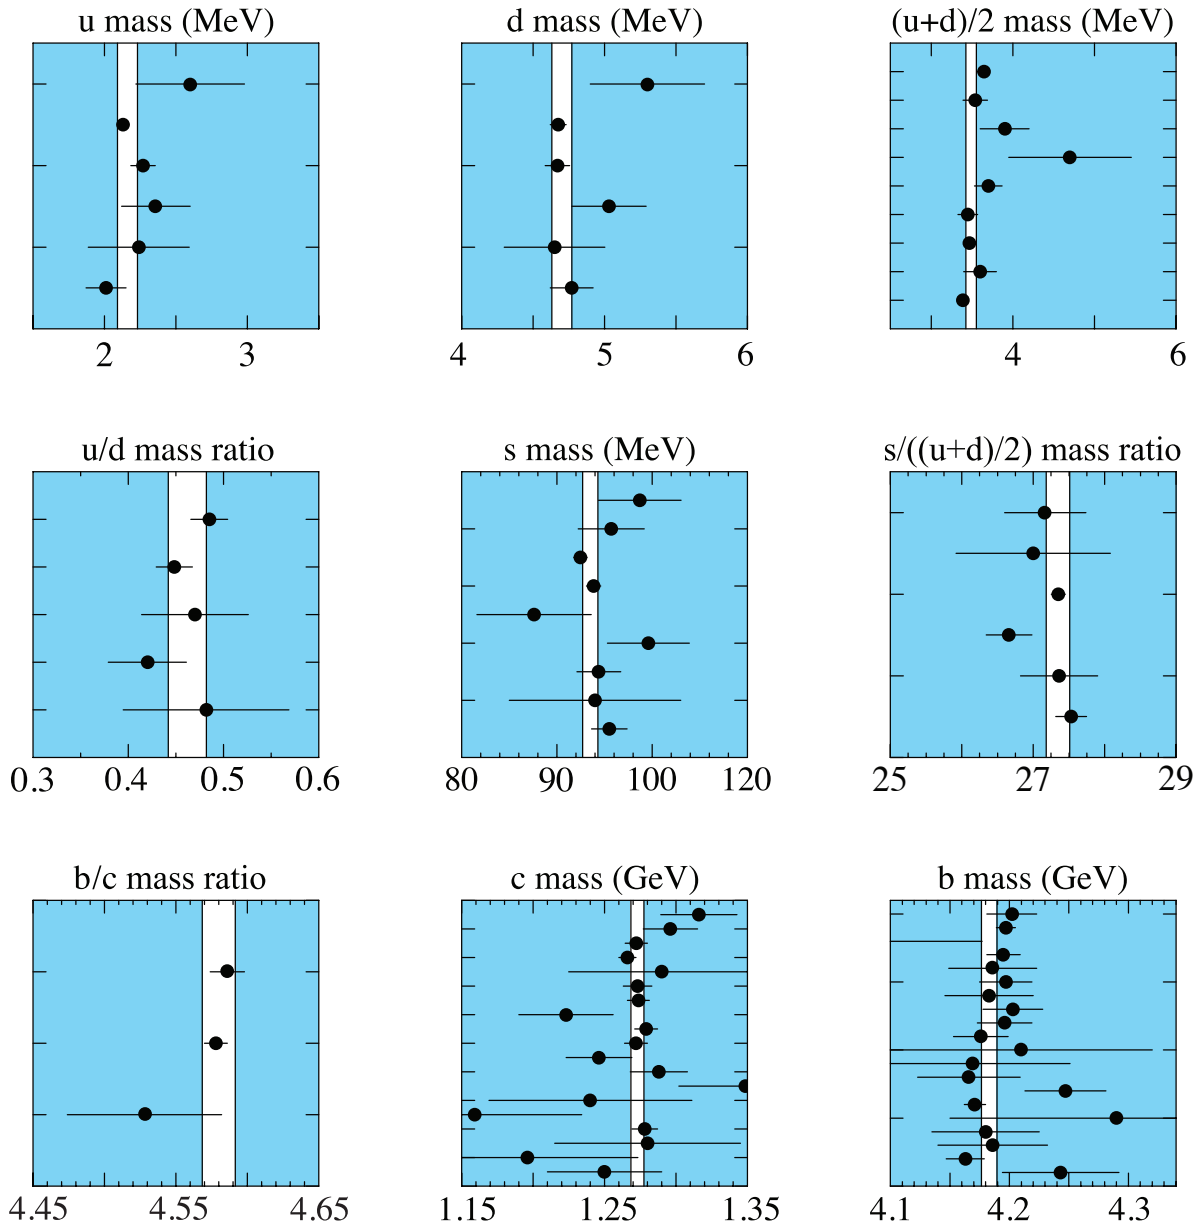 u mass (MeV) d mass (MeV) (u+d)/2 mass (MeV)
2 3 4 5 6 4 6
u/d mass ratio s mass (MeV) s/((u+d)/2) mass ratio
0.3 0.4 0.5 0.6 80 90 100 120 25 27 29
b/c mass ratio c mass (GeV) b mass (GeV)
4.45 4.55 4.65 1.15 1.25 1.35 4.1 4.2 4.3